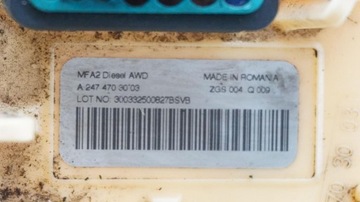 MFA2 Diesel AWD MADE IN ROMANIA
A 247 470 30 03 ZGS 004 Q 009
LOT NO. 300332500827BSVB